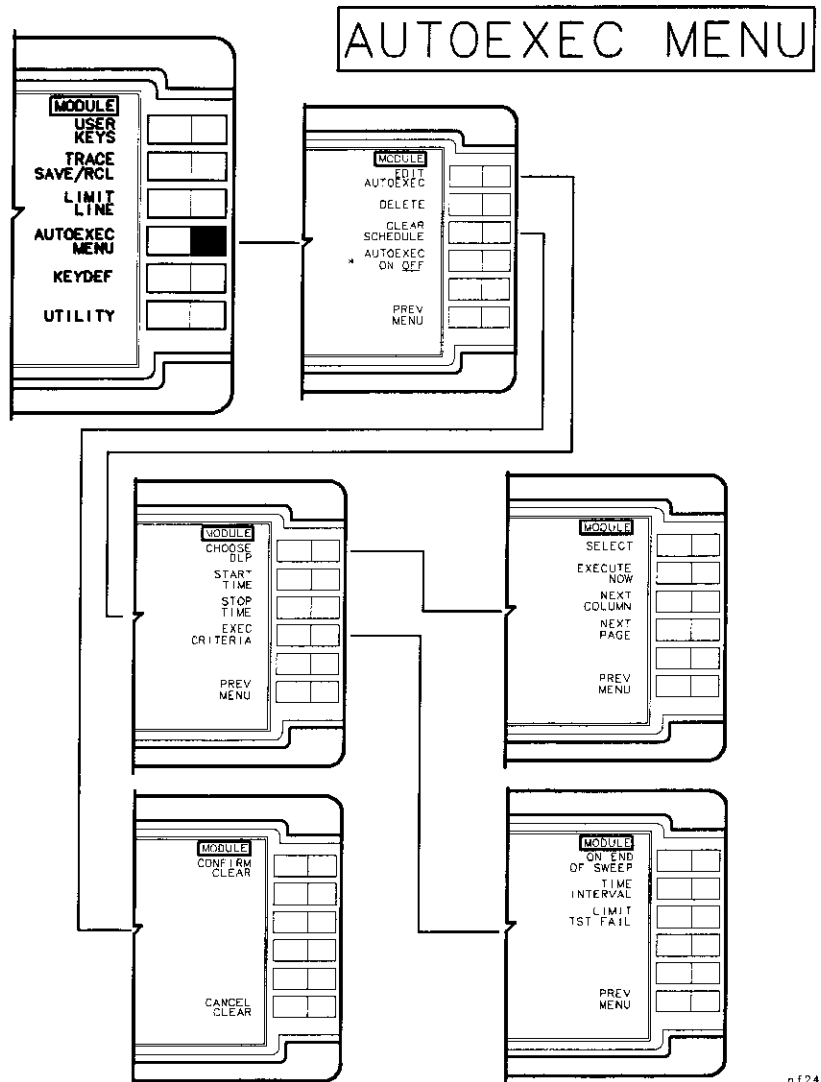 AUTOEXEC MENU
MODULE
USER
KEYS
TRACE
SAVE/RCL
LIMIT
LINE
AUTOEXEC
MENU
KEYDEF
UTILITY
MODULE
EDIT
AUTOEXEC
DELETE
CLEAR
SCHEDULE
* AUTOEXEC
ON OFF
PREV
MENU
MODULE
CHOOSE
DLP
START
TIME
STOP
TIME
EXEC
CRITERIA
PREV
MENU
MODULE
SELECT
EXECUTE
NOW
NEXT
COLUMN
NEXT
PAGE
PREV
MENU
MODULE
CONFIRM
CLEAR
CANCEL
CLEAR
MODULE
ON END
OF SWEEP
TIME
INTERVAL
LIMIT
TST FAIL
PREV
MENU
nf24